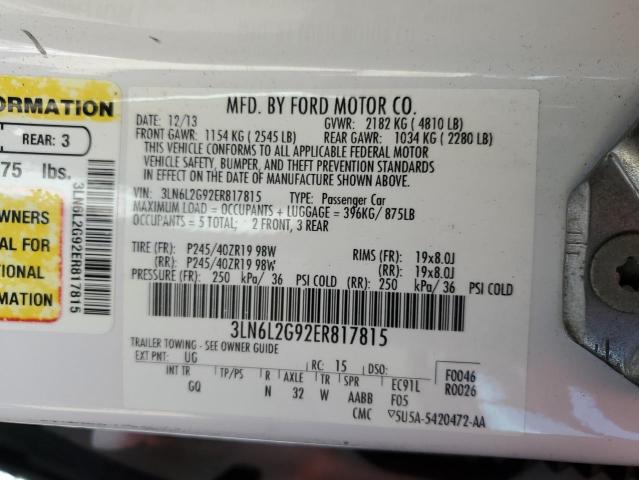 ORMATION
REAR: 3
75 lbs.
3LN6L2G92ER817815
WNERS
AL FOR
TIONAL
ORMATION
MFD. BY FORD MOTOR CO.
DATE: 12/13 GVWR: 2182 KG ( 4810 LB)
FRONT GAWR: 1154 KG ( 2545 LB) REAR GAWR: 1034 KG ( 2280 LB)
THIS VEHICLE CONFORMS TO ALL APPLICABLE FEDERAL MOTOR
VEHICLE SAFETY, BUMPER, AND THEFT PREVENTION STANDARDS
IN EFFECT ON THE DATE OF MANUFACTURE SHOWN ABOVE.
VIN: 3LN6L2G92ER817815 TYPE: Passenger Car
MAXIMUM LOAD = OCCUPANTS + LUGGAGE = 396KG/ 875LB
OCCUPANTS = 5 TOTAL: 2 FRONT, 3 REAR
TIRE (FR): P245/40ZR19 98W RIMS (FR): 19x8.0J
(R): P245/40ZR19 98W (R): 19x8.0J
PRESSURE (FR): 250 kPa/ 36 PSI COLD (RR): 250 kPa/ 36 PSI COLD
3LN6L2G92ER817815
TRAILER TOWING - SEE OWNER GUIDE
EXT PNT: UG RC: 15 DSO: F0046
INT TR TP/PS R AXLE TR SPR EC91L R0026
GQ N 32 W AABB F05
CMC ▽5U5A-5420472-AA